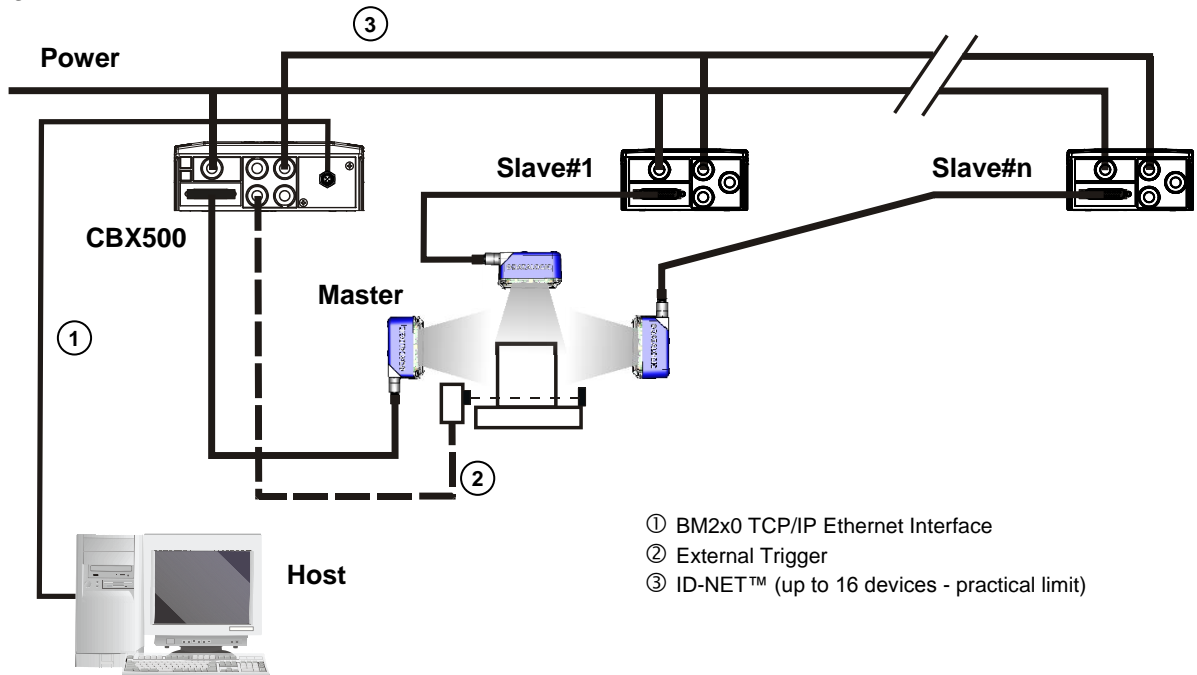 ③
Power
Slave#1
Slave#n
CBX500
Master
①
②
① BM2x0 TCP/IP Ethernet Interface
② External Trigger
③ ID-NET™ (up to 16 devices - practical limit)
Host